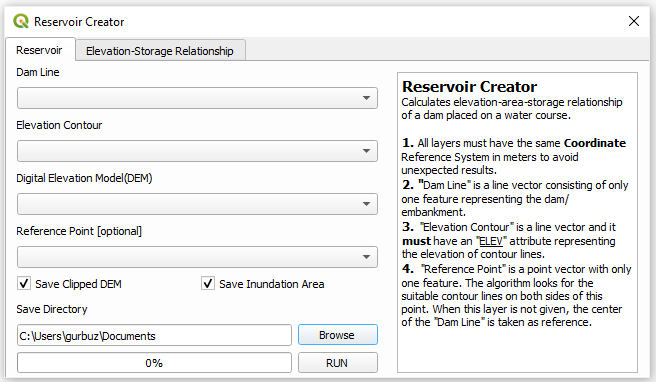 Reservoir Creator
Reservoir
Elevation-Storage Relationship
Dam Line
Elevation Contour
Digital Elevation Model(DEM)
Reference Point [optional]
Save Clipped DEM
Save Inundation Area
Save Directory
C:\Users\gurbuz\Documents
Browse
0%
RUN
Reservoir Creator
Calculates elevation-area-storage relationship
of a dam placed on a water course.
1. All layers must have the same Coordinate
Reference System in meters to avoid
unexpected results.
2. "Dam Line" is a line vector consisting of only
one feature representing the dam/
embankment.
3. "Elevation Contour" is a line vector and it
must have an "ELEV" attribute representing
the elevation of contour lines.
4. "Reference Point" is a point vector with only
one feature. The algorithm looks for the
suitable contour lines on both sides of this
point. When this layer is not given, the center
of the "Dam Line" is taken as reference.